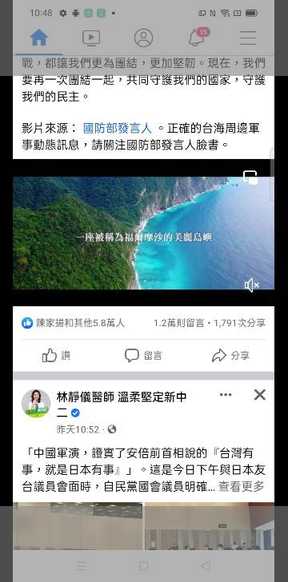 10:48
15
戰，都讓我們更為團結，更加堅韌。現在，我們
要再一次團結一起，共同守護我們的國家，守護
我們的民主。
影片來源： 國防部發言人 。正確的台海周邊軍
事動態訊息，請關注國防部發言人臉書。
一座被稱為福爾摩沙的美麗島嶼
陳家揚和其他5.8萬人 1.2萬則留言·1,791次分享
讚 留言 分享
林靜儀醫師 溫柔堅定新中
二
昨天10:52
「中國軍演，證實了安倍前首相說的『台灣有
事，就是日本有事』」。這是今日下午與日本友
台議員會面時，自民黨國會議員明確... 查看更多